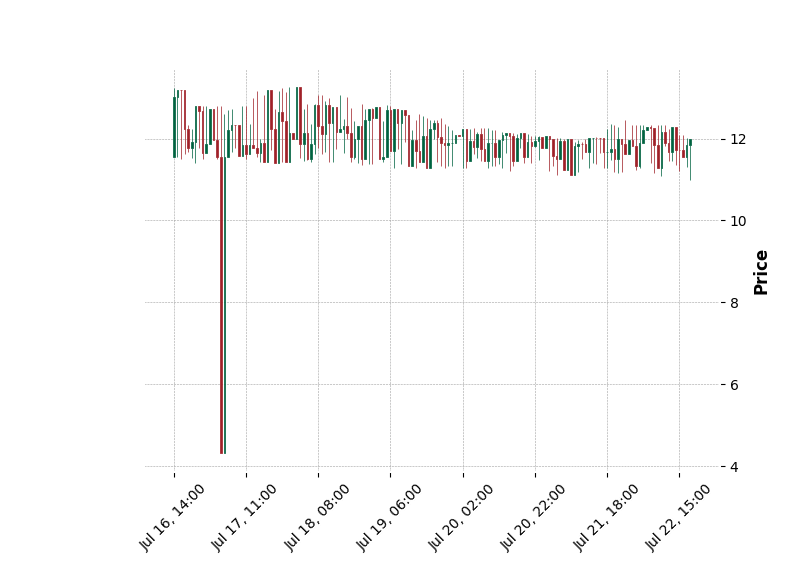 12
10
8
6
4
Price
Jul 16, 14:00
Jul 17, 11:00
Jul 18, 08:00
Jul 19, 06:00
Jul 20, 02:00
Jul 20, 22:00
Jul 21, 18:00
Jul 22, 15:00